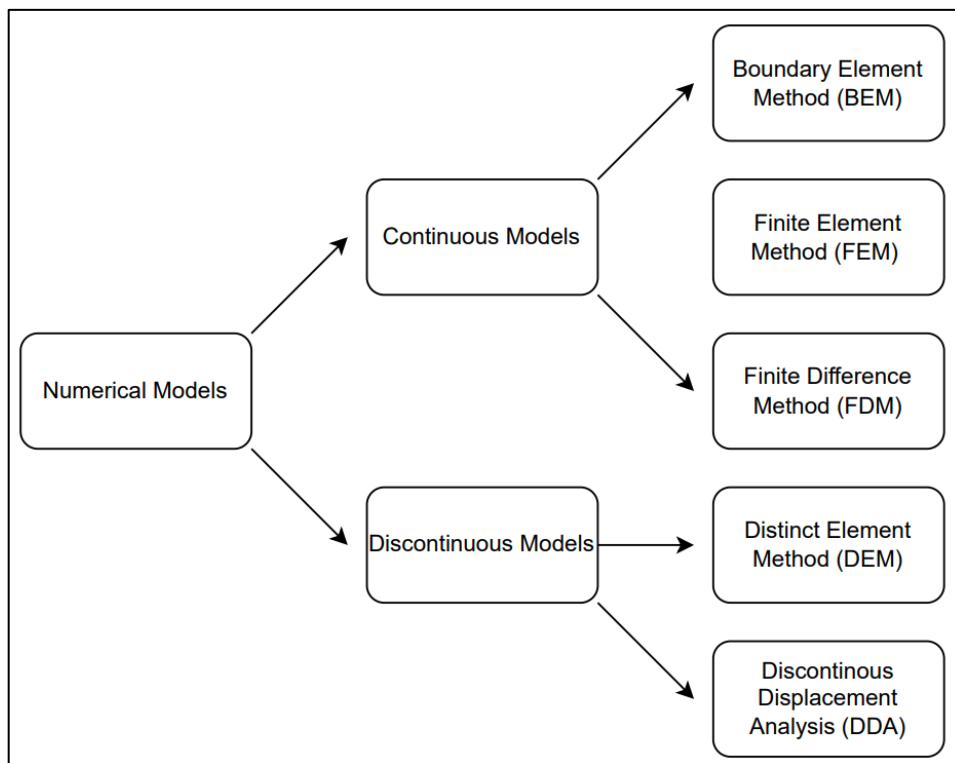 Boundary Element
Method (BEM)
Continuous Models
Finite Element
Method (FEM)
Numerical Models
Finite Difference
Method (FDM)
Discontinuous Models
Distinct Element
Method (DEM)
Discontinous
Displacement
Analysis (DDA)